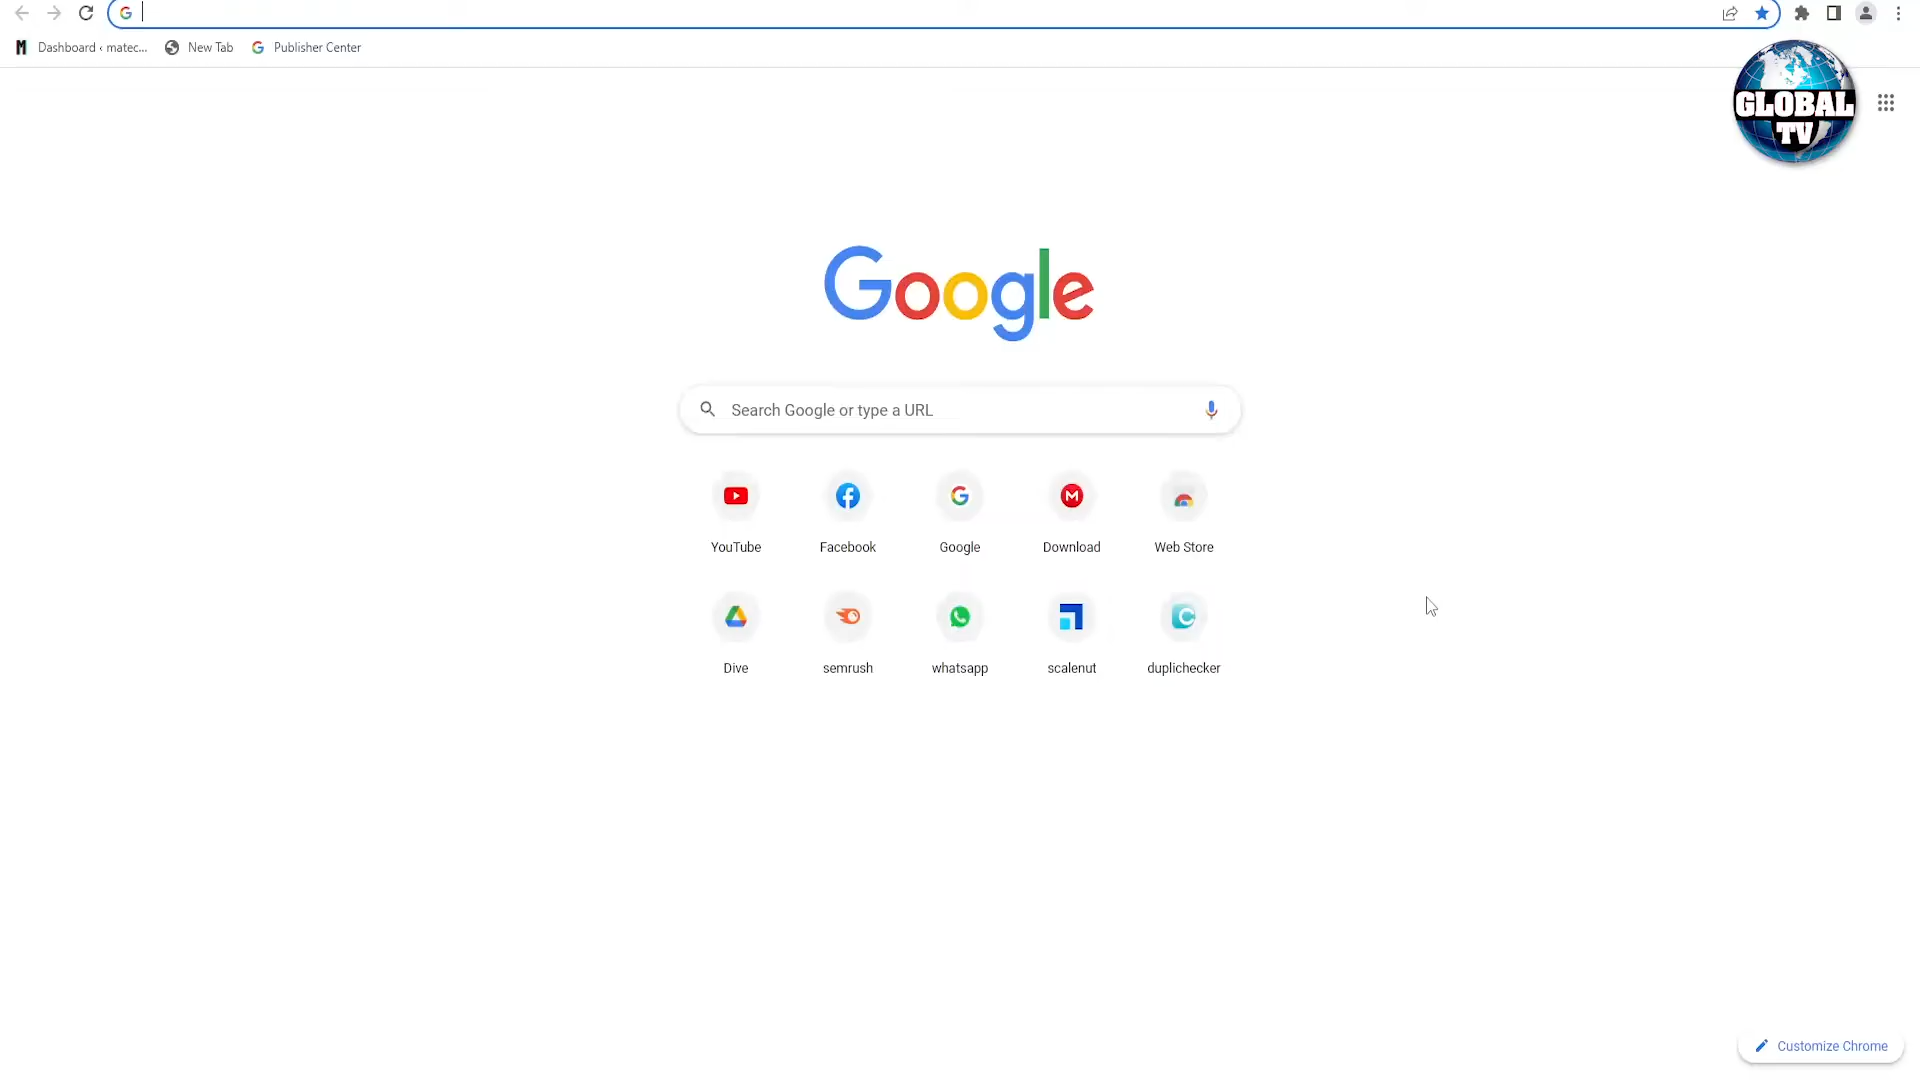 Dashboard ‹ matec...
New Tab
Publisher Center
GLOBAL
TV
Google
Search Google or type a URL
YouTube
Facebook
Google
Download
Web Store
Dive
semrush
whatsapp
scalenut
duplichecker
Customize Chrome